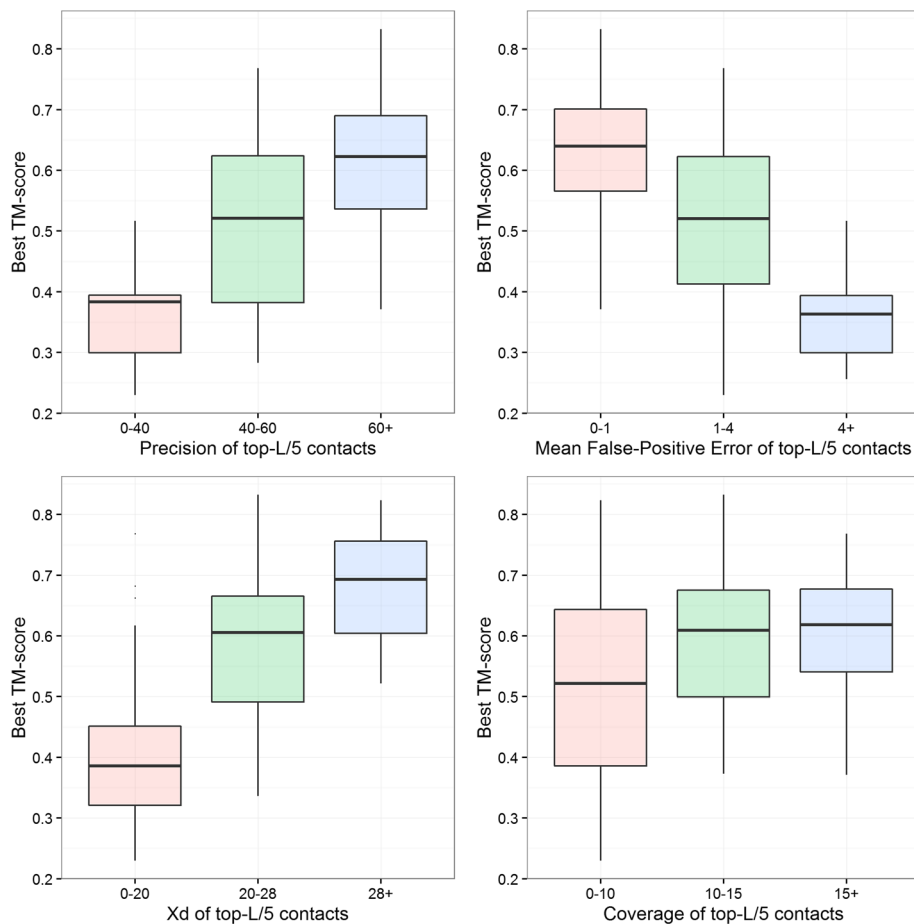 0.8
0.7
0.6
0.5
0.4
0.3
0.2
Best TM-score
0-40 40-60 60+
Precision of top-L/5 contacts
0.8
0.7
0.6
0.5
0.4
0.3
0.2
Best TM-score
0-1 1-4 4+
Mean False-Positive Error of top-L/5 contacts
0.8
0.7
0.6
0.5
0.4
0.3
0.2
Best TM-score
0-20 20-28 28+
Xd of top-L/5 contacts
0.8
0.7
0.6
0.5
0.4
0.3
0.2
Best TM-score
0-10 10-15 15+
Coverage of top-L/5 contacts